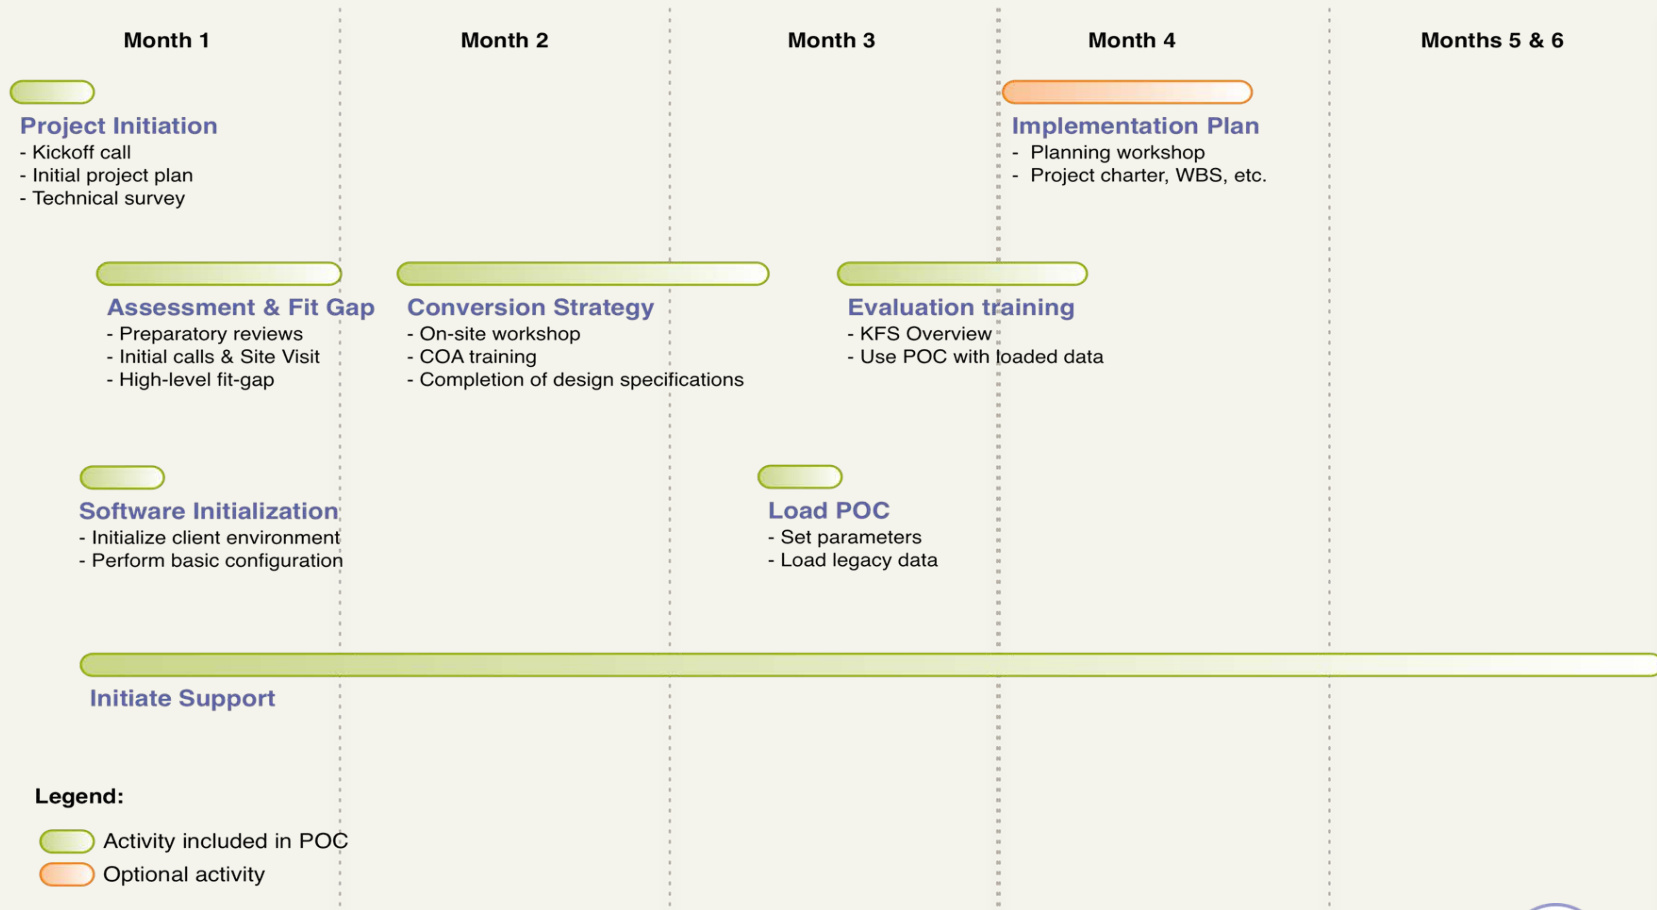 Month 1
Month 2
Month 3
Month 4
Months 5 & 6
Project Initiation
- Kickoff call
- Initial project plan
- Technical survey
Implementation Plan
- Planning workshop
- Project charter, WBS, etc.
Assessment & Fit Gap
- Preparatory reviews
- Initial calls & Site Visit
- High-level fit-gap
Conversion Strategy
- On-site workshop
- COA training
- Completion of design specifications
Evaluation training
- KFS Overview
- Use POC with loaded data
Software Initialization
- Initialize client environment
- Perform basic configuration
Load POC
- Set parameters
- Load legacy data
Initiate Support
Legend:
Activity included in POC
Optional activity